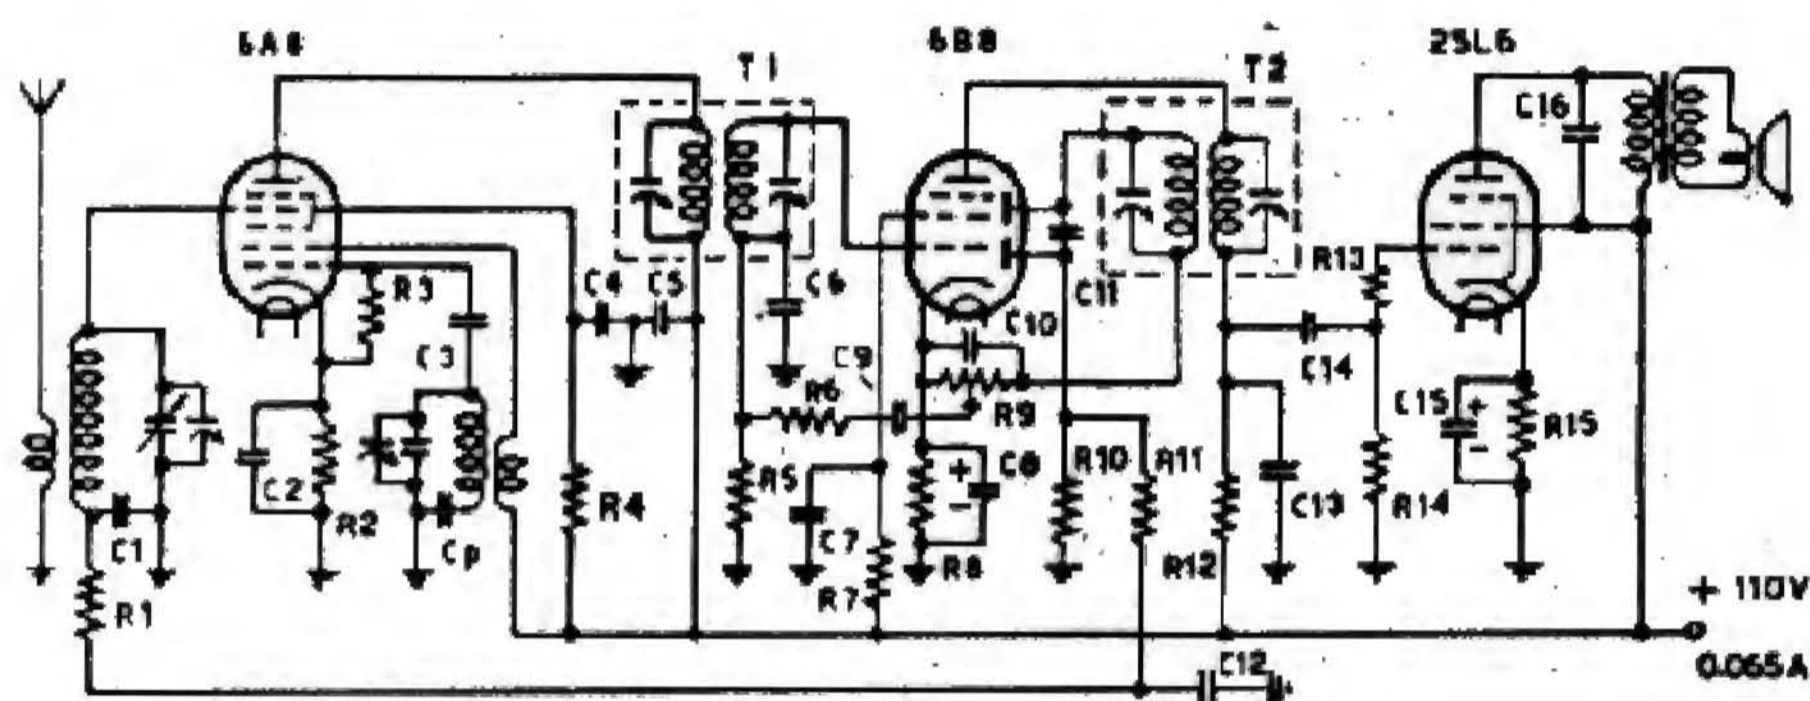 6A8
T1
6B8
T2
25L6
C16
R3
C4
C5
C6
C11
R13
C3
C10
C9
R6
R9
C14
C15
+
-
R15
C2
R2
Cp
R4
R5
C7
+
-
C8
R10
R11
C13
R14
C1
R1
R7
R8
R12
+ 110V
C12
0.065A